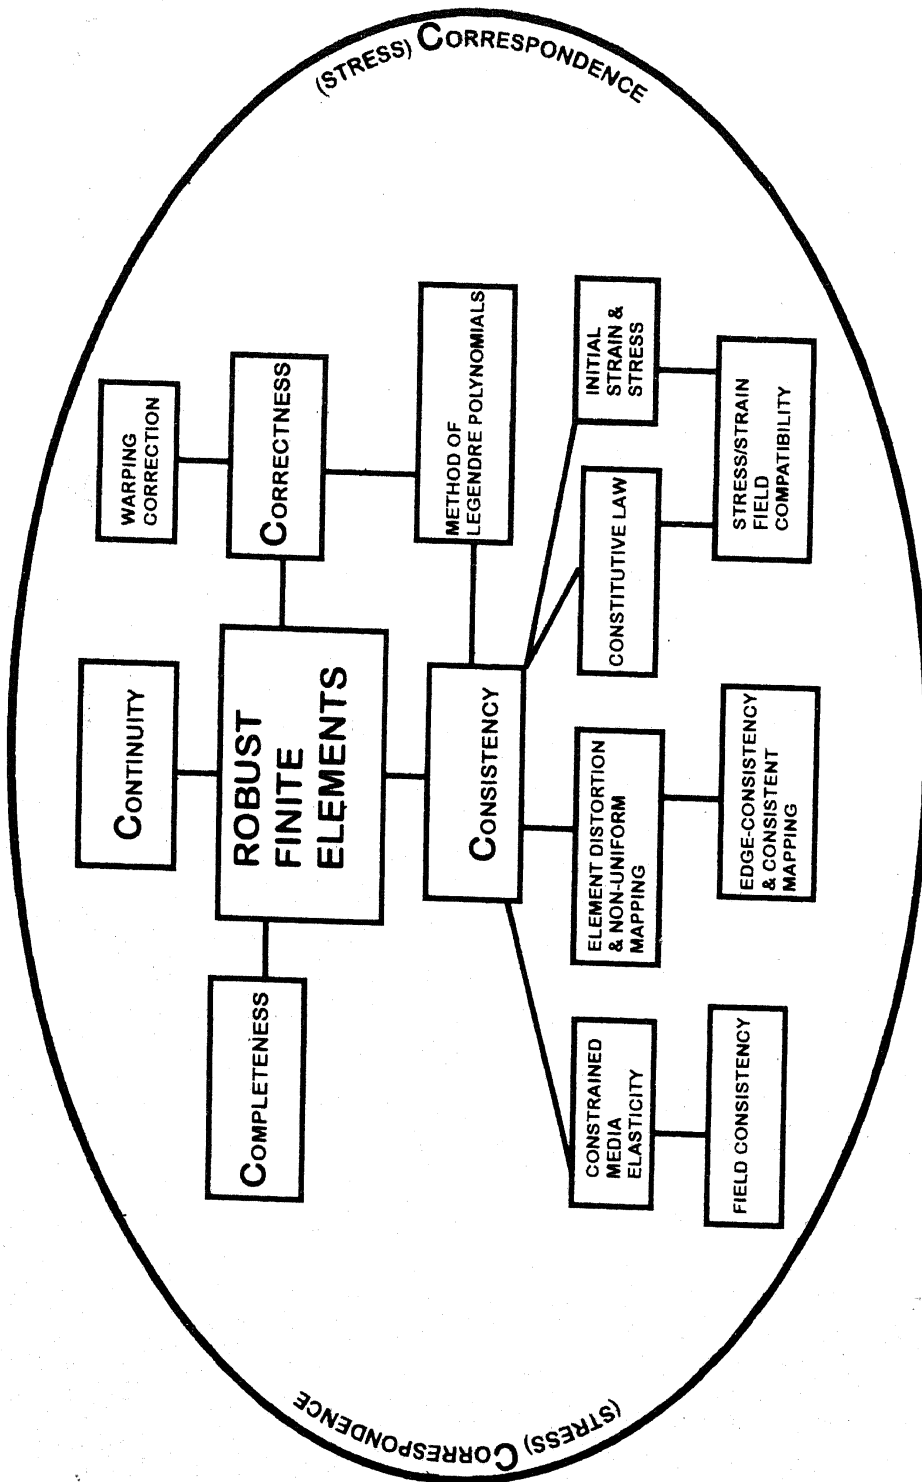 (STRESS) CORRESPONDENCE
(STRESS) CORRESPONDENCE
CONTINUITY
WARPING
CORRECTION
COMPLETENESS
ROBUST
FINITE
ELEMENTS
CORRECTNESS
CONSISTENCY
METHOD OF
LEGENDRE POLYNOMIALS
CONSTRAINED
MEDIA
ELASTICITY
ELEMENT DISTORTION
& NON-UNIFORM
MAPPING
CONSTITUTIVE LAW
INITIAL
STRAIN &
STRESS
FIELD CONSISTENCY
EDGE-CONSISTENCY
& CONSISTENT
MAPPING
STRESS/STRAIN
FIELD
COMPATIBILITY